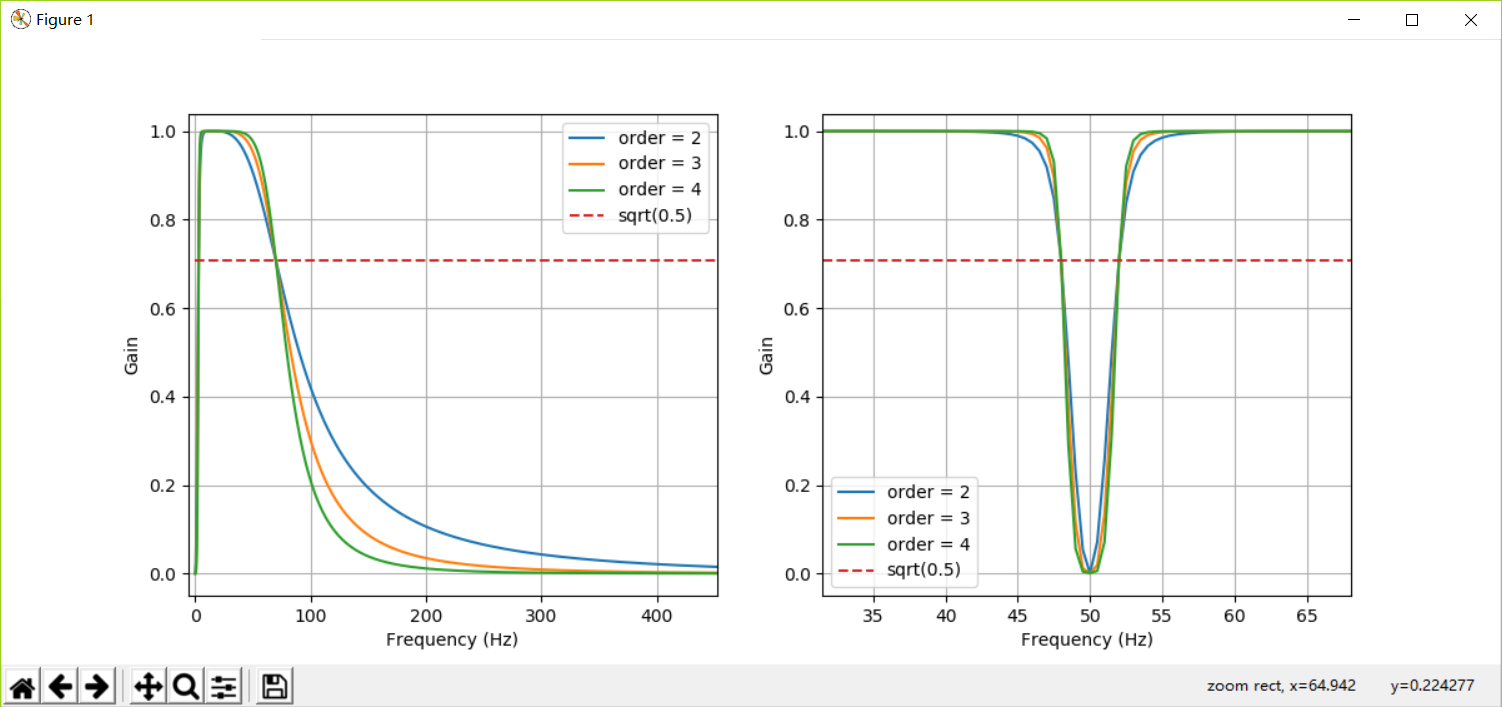 Figure 1
1.0
0.8
0.6
0.4
0.2
0.0
Gain
0 100 200 300 400
Frequency (Hz)
order = 2
order = 3
order = 4
sqrt(0.5)
1.0
0.8
0.6
0.4
0.2
0.0
Gain
35 40 45 50 55 60 65
Frequency (Hz)
order = 2
order = 3
order = 4
sqrt(0.5)
zoom rect, x=64.942 y=0.224277